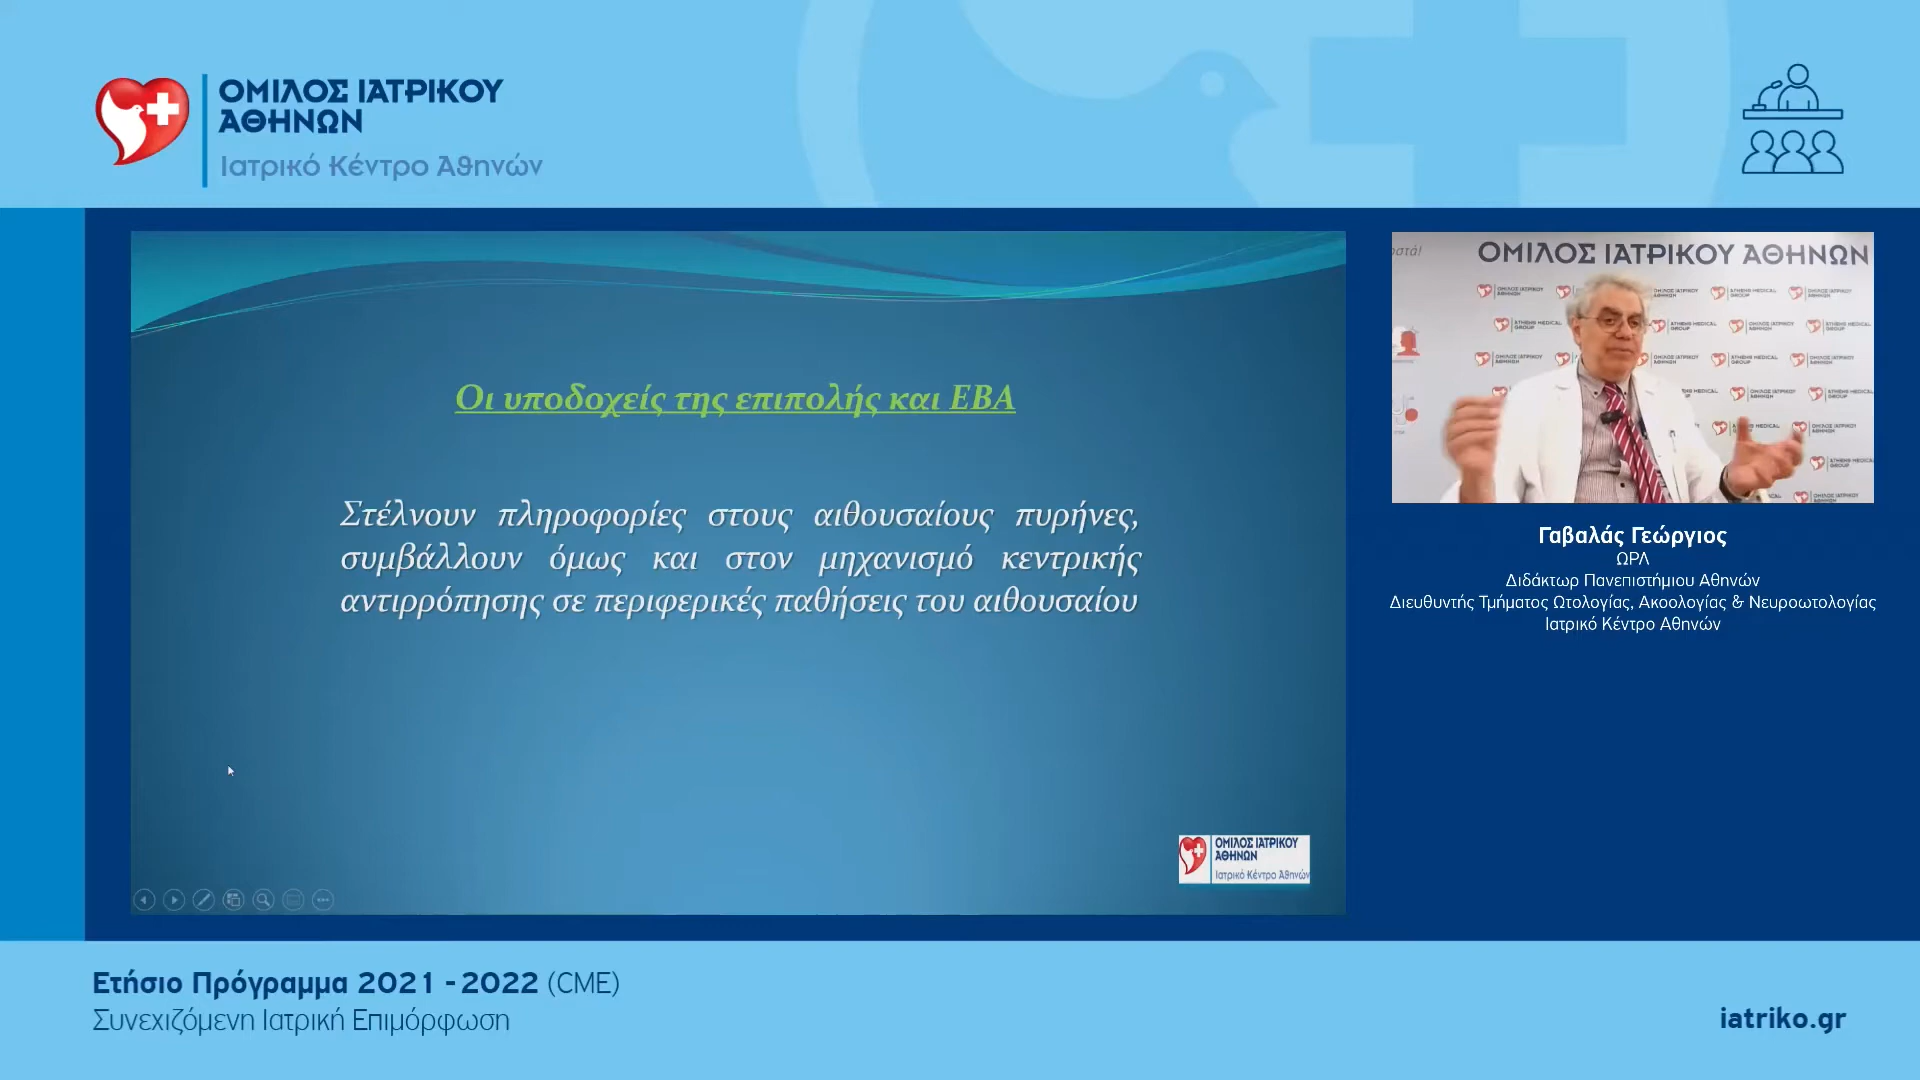 ΟΜΙΛΟΣ ΙΑΤΡΙΚΟΥ
ΑΘΗΝΩΝ
Ιατρικό Κέντρο Αθηνών
Οι υποδοχείς της επιπολής και ΕΒΑ
Στέλνουν πληροφορίες στους αιθουσαίους πυρήνες,
συμβάλλουν όμως και στον μηχανισμό κεντρικής
αντιρρόπησης σε περιφερικές παθήσεις του αιθουσαίου
ΟΜΙΛΟΣ ΙΑΤΡΙΚΟΥ
ΑΘΗΝΩΝ
Ιατρικό Κέντρο Αθηνών
ΟΜΙΛΟΣ ΙΑΤΡΙΚΟΥ ΑΘΗΝΩΝ
Γαβαλάς Γεώργιος
ΩΡΛ
Διδάκτωρ Πανεπιστήμιου Αθηνών
Διευθυντής Τμήματος Ωτολογίας, Ακοολογίας & Νευροωτολογίας
Ιατρικό Κέντρο Αθηνών
Ετήσιο Πρόγραμμα 2021 - 2022 (CME)
Συνεχιζόμενη Ιατρική Επιμόρφωση
iatriko.gr